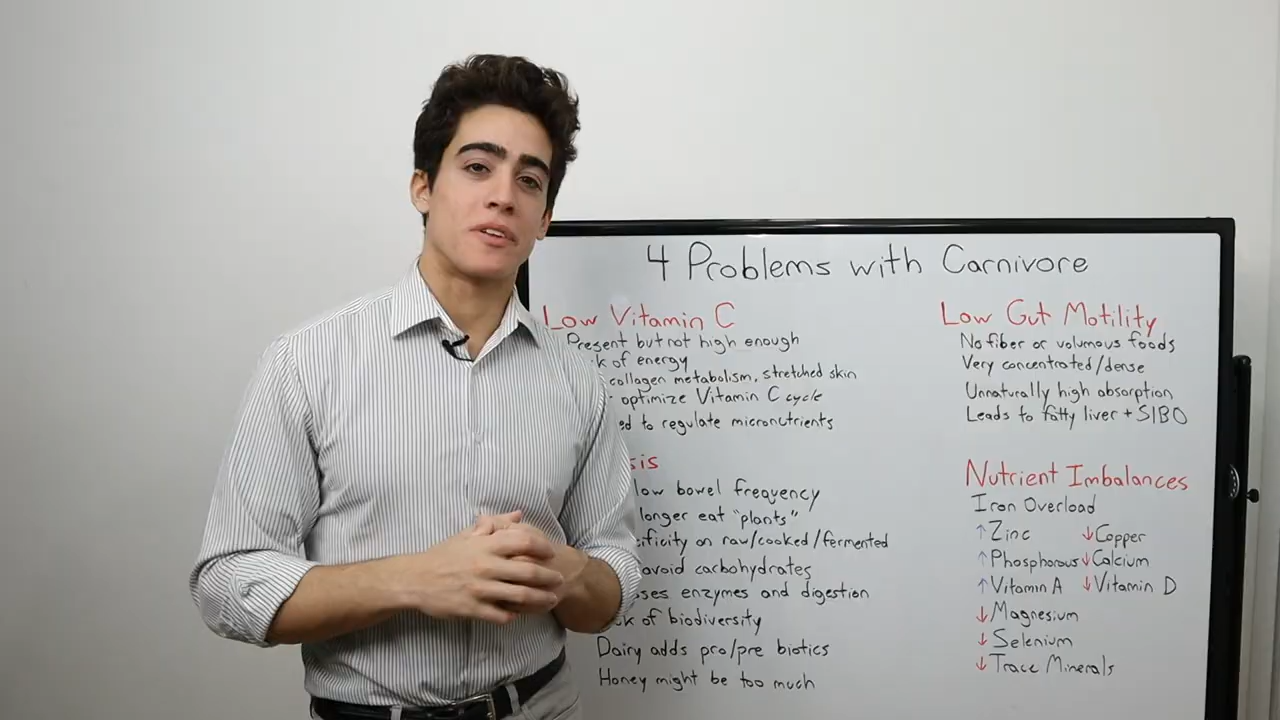 4 Problems with Carnivore
Low Vitamin C
Present but not high enough
of energy
collagen metabolism, stretched skin
optimize Vitamin C cycle
to regulate micronutrients
low bowel frequency
longer eat "plants"
on raw/cooked/fermented
avoid carbohydrates
enzymes and digestion
of biodiversity
Dairy adds pro/pre biotics
Honey might be too much
Low Gut Motility
No fiber or volumous foods
Very concentrated/dense
Unnaturally high absorption
Leads to fatty liver + SIBO
Nutrient Imbalances
Iron Overload
↑Zinc ↓Copper
↑Phosphorous ↓Calcium
↑Vitamin A ↓Vitamin D
↓Magnesium
↓Selenium
↓Trace Minerals